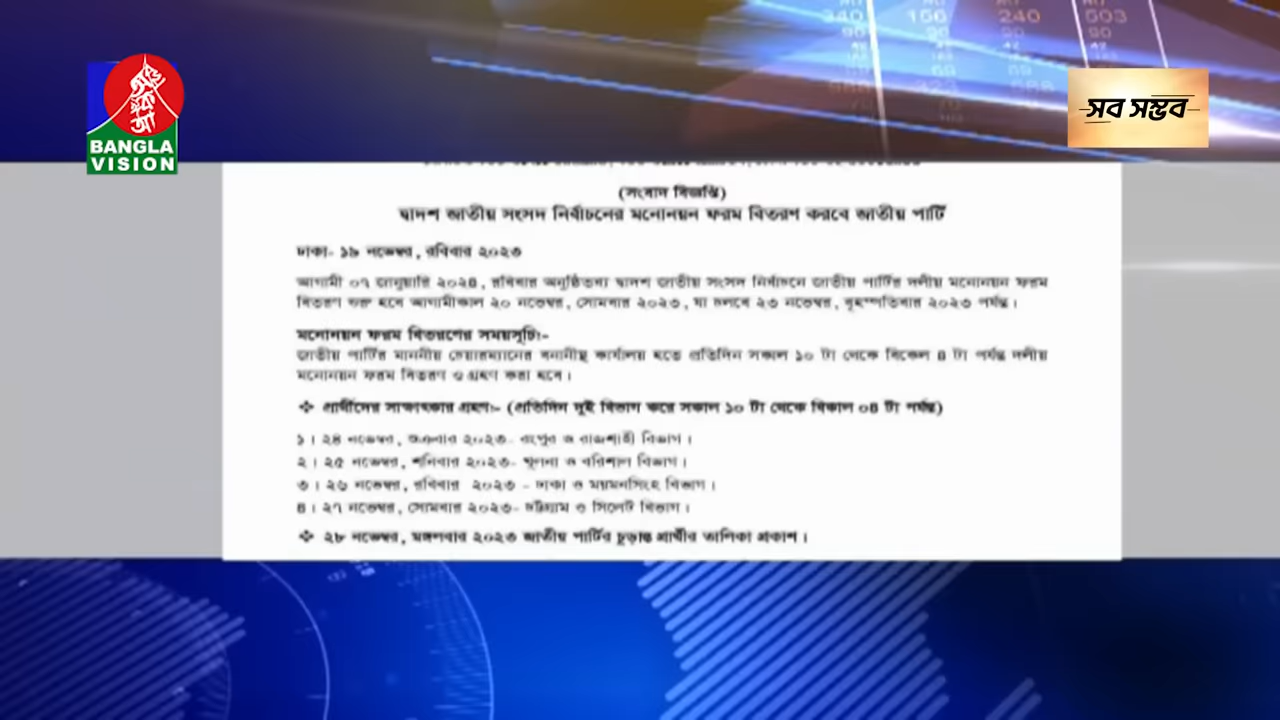 সব সম্ভব
BANGLA
VISION
(সংবাদ বিজ্ঞপ্তি)
দ্বাদশ জাতীয় সংসদ নির্বাচনের মনোনয়ন ফরম বিতরণ করবে জাতীয় পার্টি
ঢাকা- ১৯ নভেম্বর, রবিবার ২০২৩
আগামী ০৭ জানুয়ারি ২০২৪, রবিবার অনুষ্ঠিতব্য দ্বাদশ জাতীয় সংসদ নির্বাচনে জাতীয় পার্টির দলীয় মনোনয়ন ফরম
বিতরণ শুরু হবে আগামীকাল ২০ নভেম্বর, সোমবার ২০২৩, যা চলবে ২৩ নভেম্বর, বৃহস্পতিবার ২০২৩ পর্যন্ত।
মনোনয়ন ফরম বিতরণের সময়সূচি:-
জাতীয় পার্টির মাননীয় চেয়ারম্যানের বনানীস্থ কার্যালয় হতে প্রতিদিন সকাল ১০ টা থেকে বিকেল ৪ টা পর্যন্ত দলীয়
মনোনয়ন ফরম বিতরণ ও গ্রহণ করা হবে।
❖ প্রার্থীদের সাক্ষাৎকার গ্রহণ:- (প্রতিদিন দুই বিভাগ করে সকাল ১০ টা থেকে বিকাল ০৪ টা পর্যন্ত)
১। ২৪ নভেম্বর, শুক্রবার ২০২৩- রংপুর ও রাজশাহী বিভাগ।
২। ২৫ নভেম্বর, শনিবার ২০২৩- খুলনা ও বরিশাল বিভাগ।
৩। ২৬ নভেম্বর, রবিবার ২০২৩ - ঢাকা ও ময়মনসিংহ বিভাগ।
৪। ২৭ নভেম্বর, সোমবার ২০২৩- চট্টগ্রাম ও সিলেট বিভাগ।
❖ ২৮ নভেম্বর, মঙ্গলবার ২০২৩ জাতীয় পার্টির চূড়ান্ত প্রার্থীর তালিকা প্রকাশ।